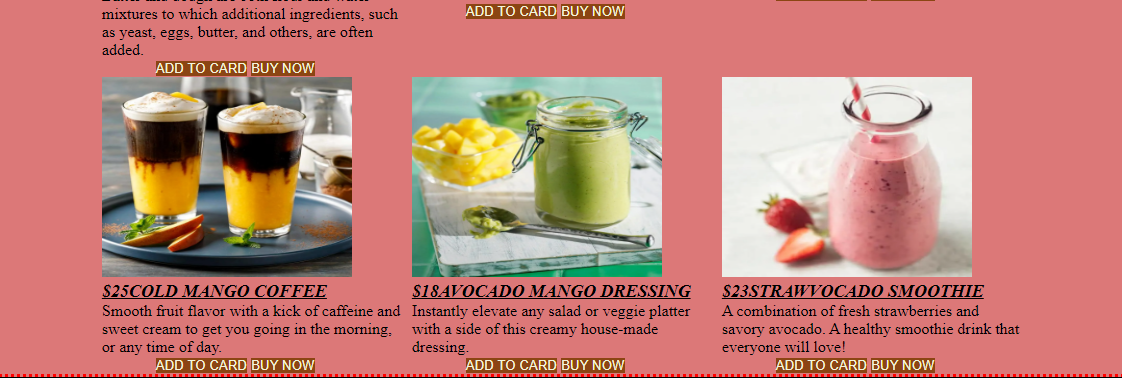 mixtures to which additional ingredients, such
as yeast, eggs, butter, and others, are often
added.
ADD TO CARD BUY NOW
ADD TO CARD BUY NOW
$25COLD MANGO COFFEE
Smooth fruit flavor with a kick of caffeine and
sweet cream to get you going in the morning,
or any time of day.
ADD TO CARD BUY NOW
$18AVOCADO MANGO DRESSING
Instantly elevate any salad or veggie platter
with a side of this creamy house-made
dressing.
ADD TO CARD BUY NOW
$23STRAWVOCADO SMOOTHIE
A combination of fresh strawberries and
savory avocado. A healthy smoothie drink that
everyone will love!
ADD TO CARD BUY NOW